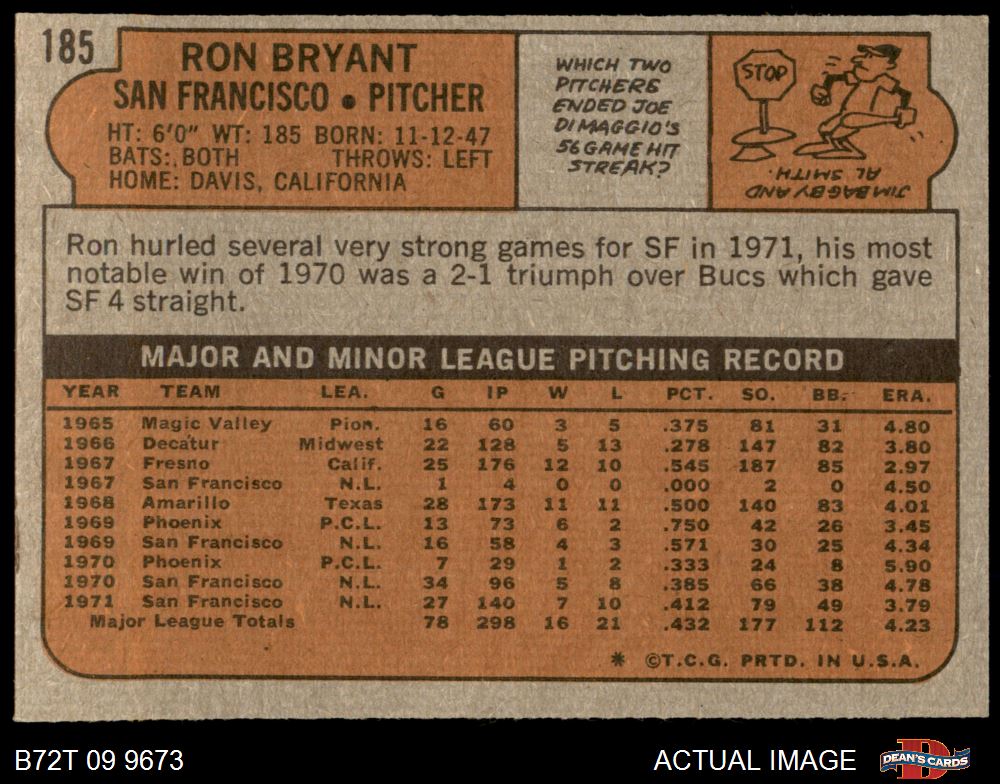 185
RON BRYANT
SAN FRANCISCO • PITCHER
HT: 6'0" WT: 185 BORN: 11-12-47
BATS: BOTH THROWS: LEFT
HOME: DAVIS, CALIFORNIA
WHICH TWO
PITCHERS
ENDED JOE
DIMAGGIO'S
56 GAME HIT
STREAK?
STOP
JIM BAGBY AND
AL SMITH.
Ron hurled several very strong games for SF in 1971, his most
notable win of 1970 was a 2-1 triumph over Bucs which gave
SF 4 straight.
MAJOR AND MINOR LEAGUE PITCHING RECORD
YEAR TEAM LEA. G IP W L PCT. SO. BB. ERA.
1965 Magic Valley Pion. 16 60 3 5 .375 81 31 4.80
1966 Decatur Midwest 22 128 5 13 .278 147 82 3.80
1967 Fresno Calif. 25 176 12 10 .545 187 85 2.97
1967 San Francisco N.L. 1 4 0 0 .000 2 0 4.50
1968 Amarillo Texas 28 173 11 11 .500 140 83 4.01
1969 Phoenix P.C.L. 13 73 6 2 .750 42 26 3.45
1969 San Francisco N.L. 16 58 4 3 .571 30 25 4.34
1970 Phoenix P.C.L. 7 29 1 2 .333 24 8 5.90
1970 San Francisco N.L. 34 96 5 8 .385 66 38 4.78
1971 San Francisco N.L. 27 140 7 10 .412 79 49 3.79
Major League Totals 78 298 16 21 .432 177 112 4.23
* ©T.C.G. PRTD. IN U.S.A.
B72T 09 9673 ACTUAL IMAGE DEAN'S CARDS